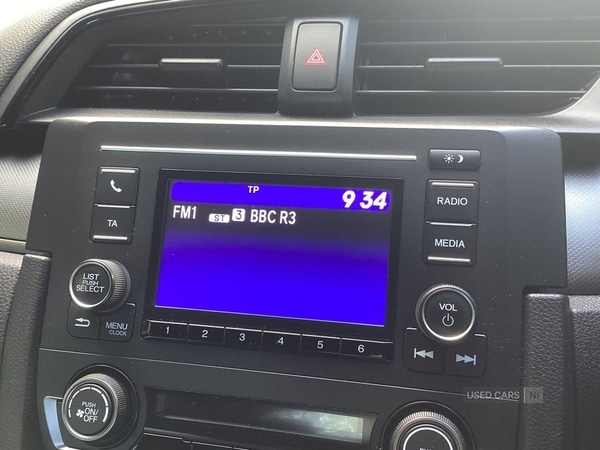 TP
9 34
FM1 ST 3 BBC R3
TA
RADIO
MEDIA
LIST
PUSH
SELECT
MENU
CLOCK
VOL
1 2 3 4 5 6
PUSH
ON/OFF
USED CARS NI